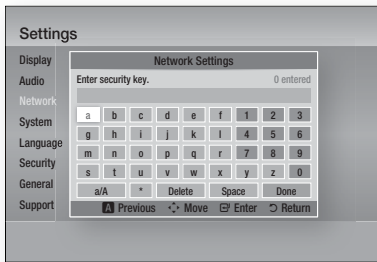 Settings
Display
Audio
Network
System
Language
Security
General
Support
Network Settings
Enter security key. 0 entered
a b c d e f 1 2 3
g h i j k l 4 5 6
m n o p q r 7 8 9
s t u v w x y z 0
a/A * Delete Space Done
A Previous Move Enter Return